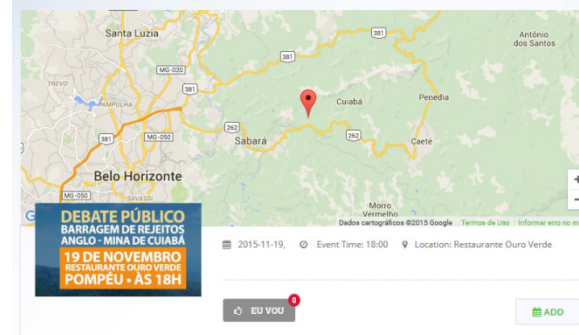 Santa Luzia
381
Antônio
dos Santos
MG-020
381
TREVO
PAMPULHA
Cuiabá
Penedia
381
MG-050
262
Sabará
262
Caeté
Belo Horizonte
MG-050
SAVASSI
Morro
Vermelho
Dados cartográficos ©2015 Google Termos de Uso Informar erro no m
DEBATE PÚBLICO
BARRAGEM DE REJEITOS
ANGLO - MINA DE CUIABÁ
19 DE NOVEMBRO
RESTAURANTE OURO VERDE
POMPÉU • ÀS 18H
2015-11-19, Event Time: 18:00 Location: Restaurante Ouro Verde
0
EU VOU
ADD